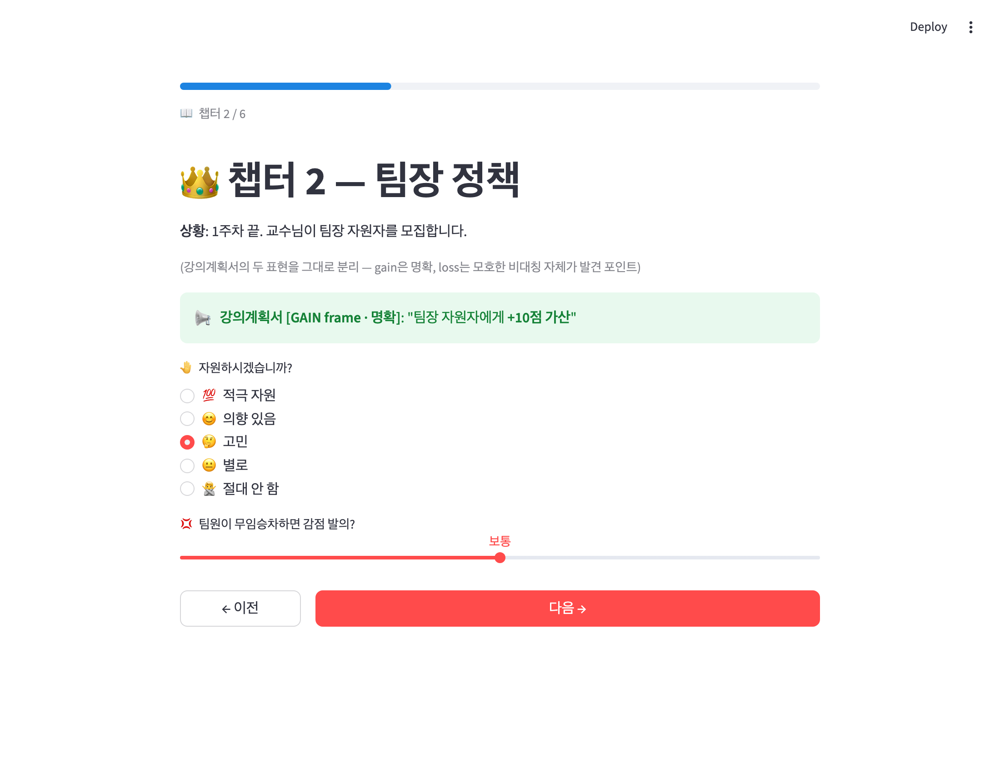 Deploy
📖 챕터 2 / 6
👑 챕터 2 — 팀장 정책
상황: 1주차 끝. 교수님이 팀장 자원자를 모집합니다.
(강의계획서의 두 표현을 그대로 분리 — gain은 명확, loss는 모호한 비대칭 자체가 발견 포인트)
📢 강의계획서 [GAIN frame · 명확]: "팀장 자원자에게 +10점 가산"
🤚 자원하시겠습니까?
💯 적극 자원
😊 의향 있음
🤔 고민
😐 별로
🙅 절대 안 함
💢 팀원이 무임승차하면 감점 발의?
보통
← 이전
다음 →